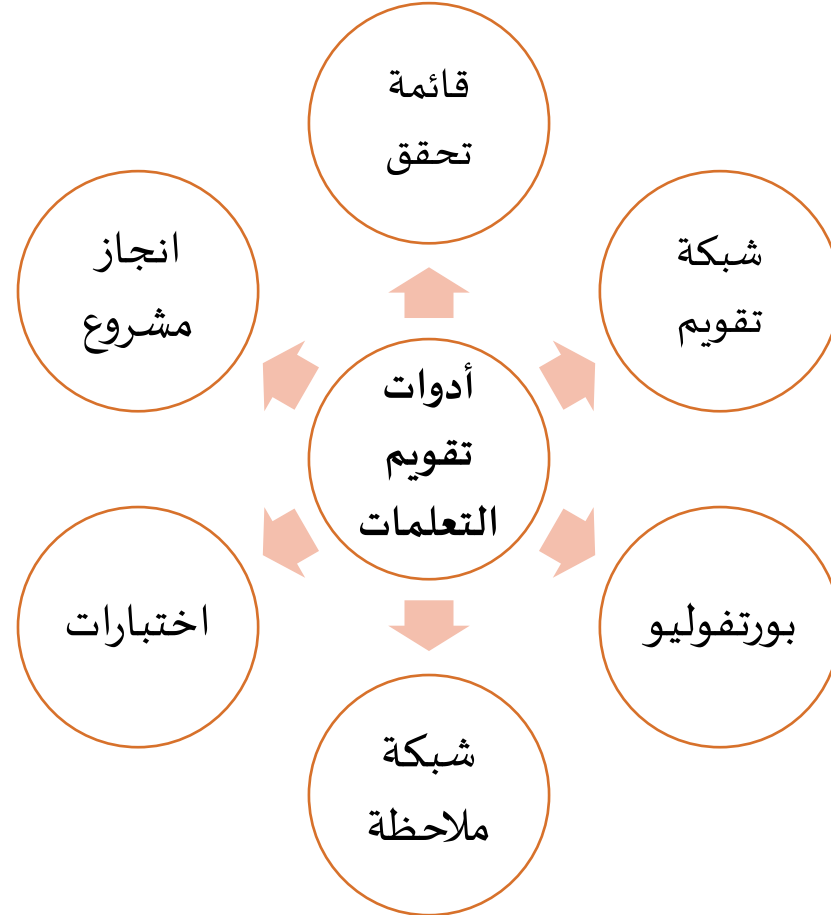 قائمة
تحقق
شبكة
تقويم
انجاز
مشروع
أدوات
تقويم
التعلمات
بورتفوليو
اختبارات
شبكة
ملاحظة